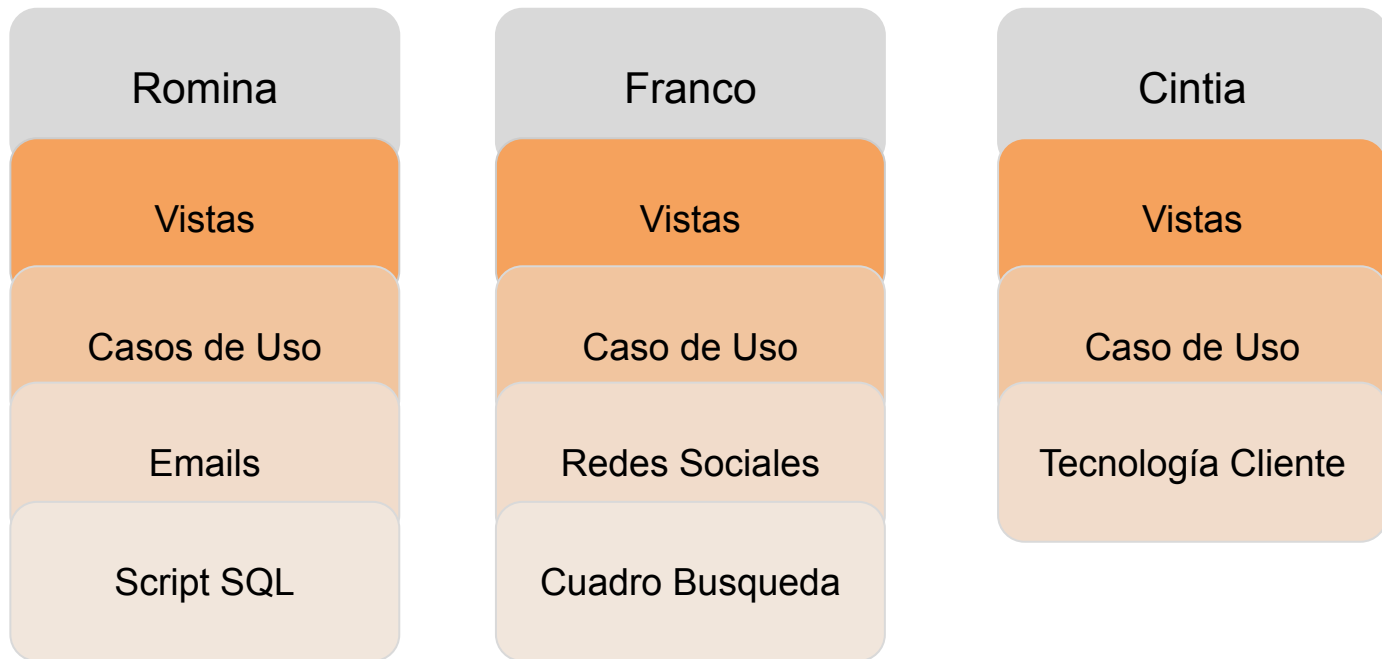 Romina
Vistas
Casos de Uso
Emails
Script SQL
Franco
Vistas
Caso de Uso
Redes Sociales
Cuadro Busqueda
Cintia
Vistas
Caso de Uso
Tecnología Cliente